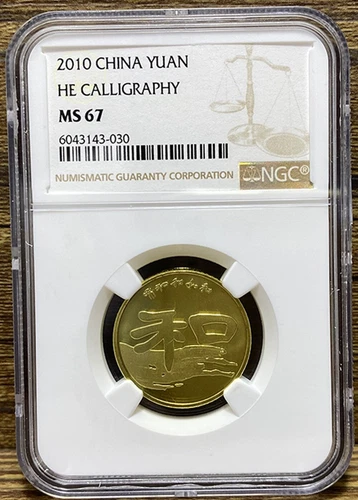 2010 CHINA YUAN
HE CALLIGRAPHY
MS 67
6043143-030
NUMISMATIC GUARANTY CORPORATION
NGC®
和